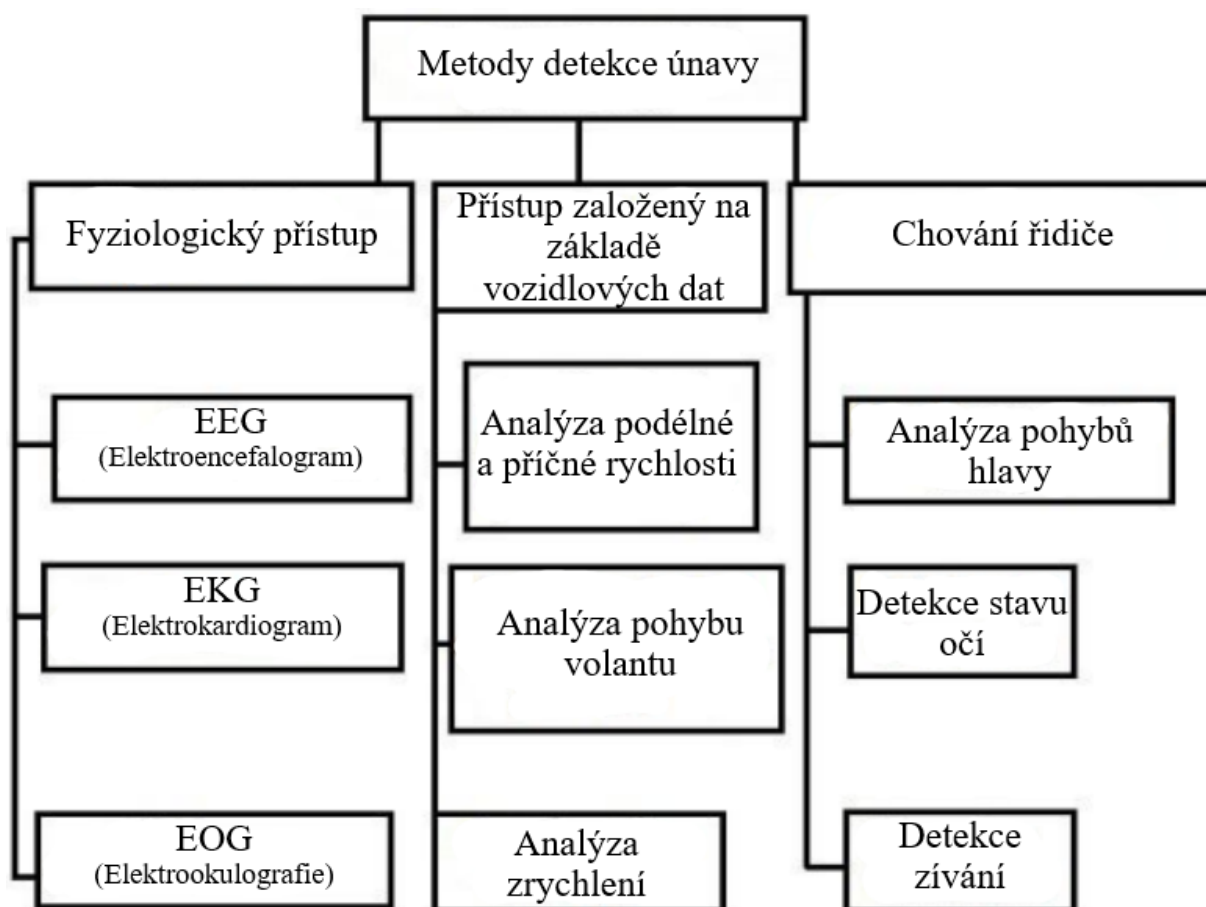 Metody detekce únavy
Fyziologický přístup
Přístup založený na
základě
vozidlových dat
Chování řidiče
EEG
(Elektroencefalogram)
EKG
(Elektrokardiogram)
EOG
(Elektrookulografie)
Analýza podélné
a příčné rychlosti
Analýza pohybu
volantu
Analýza
zrychlení
Analýza pohybů
hlavy
Detekce stavu
očí
Detekce
zívání